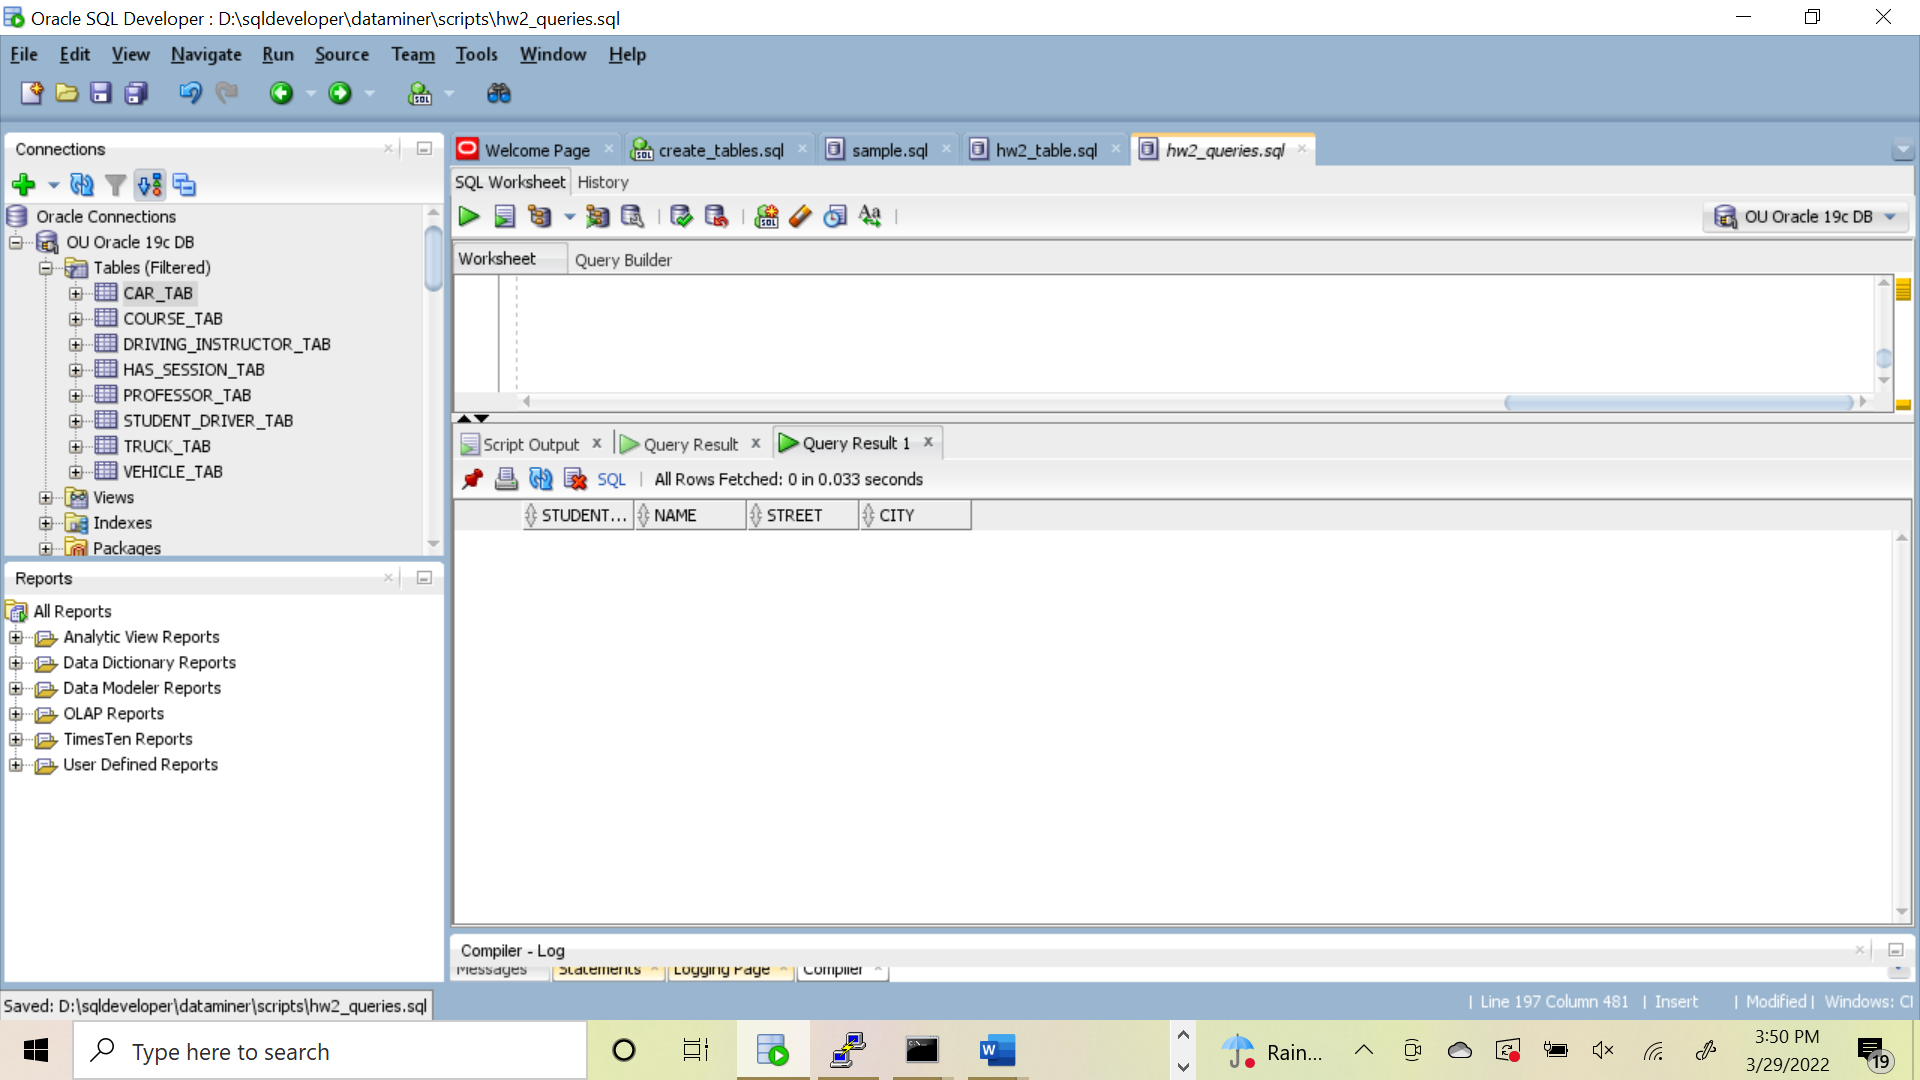 Oracle SQL Developer : D:\sqldeveloper\dataminer\scripts\hw2_queries.sql
File Edit View Navigate Run Source Team Tools Window Help
Connections
Oracle Connections
OU Oracle 19c DB
Tables (Filtered)
CAR_TAB
COURSE_TAB
DRIVING_INSTRUCTOR_TAB
HAS_SESSION_TAB
PROFESSOR_TAB
STUDENT_DRIVER_TAB
TRUCK_TAB
VEHICLE_TAB
Views
Indexes
Packages
Reports
All Reports
Analytic View Reports
Data Dictionary Reports
Data Modeler Reports
OLAP Reports
TimesTen Reports
User Defined Reports
Welcome Page create_tables.sql sample.sql hw2_table.sql hw2_queries.sql
SQL Worksheet History
OU Oracle 19c DB
Worksheet Query Builder
Script Output Query Result Query Result 1
SQL All Rows Fetched: 0 in 0.033 seconds
STUDENT... NAME STREET CITY
Compiler - Log
Messages Statements Logging Page Compiler
Saved: D:\sqldeveloper\dataminer\scripts\hw2_queries.sql
Line 197 Column 481 Insert Modified Windows: Cl
Type here to search
Rain...
3:50 PM
3/29/2022
19